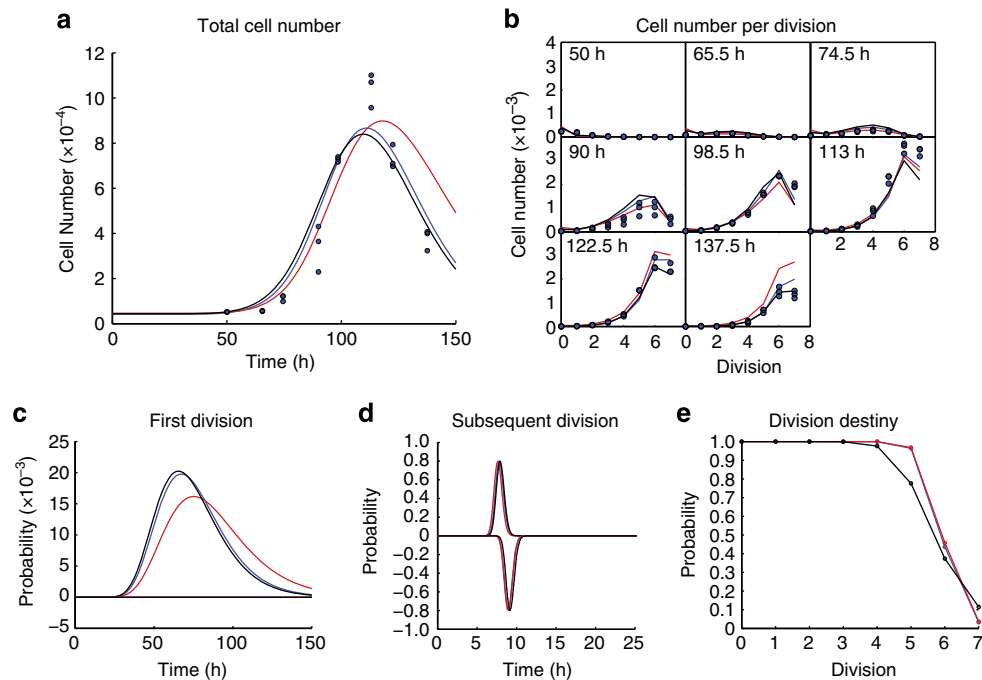 a
Total cell number
Cell Number (×10⁻⁴)
12
10
8
6
4
2
0
0
50
100
150
Time (h)
b
Cell number per division
Cell number (×10⁻³)
4
3
2
1
0
3
2
1
0
3
2
1
0
50 h
65.5 h
74.5 h
90 h
98.5 h
113 h
122.5 h
137.5 h
2 4 6 8
0 2 4 6
0 2 4 6 8
Division
c
First division
Probability (×10⁻³)
25
20
15
10
5
0
−5
0
50
100
150
Time (h)
d
Subsequent division
Probability
1.0
0.8
0.6
0.4
0.2
0
−0.2
−0.4
−0.6
−0.8
−1.0
0 5 10 15 20 25
Time (h)
e
Division destiny
Probability
1.0
0.9
0.8
0.7
0.6
0.5
0.4
0.3
0.2
0.1
0
0 1 2 3 4 5 6 7
Division